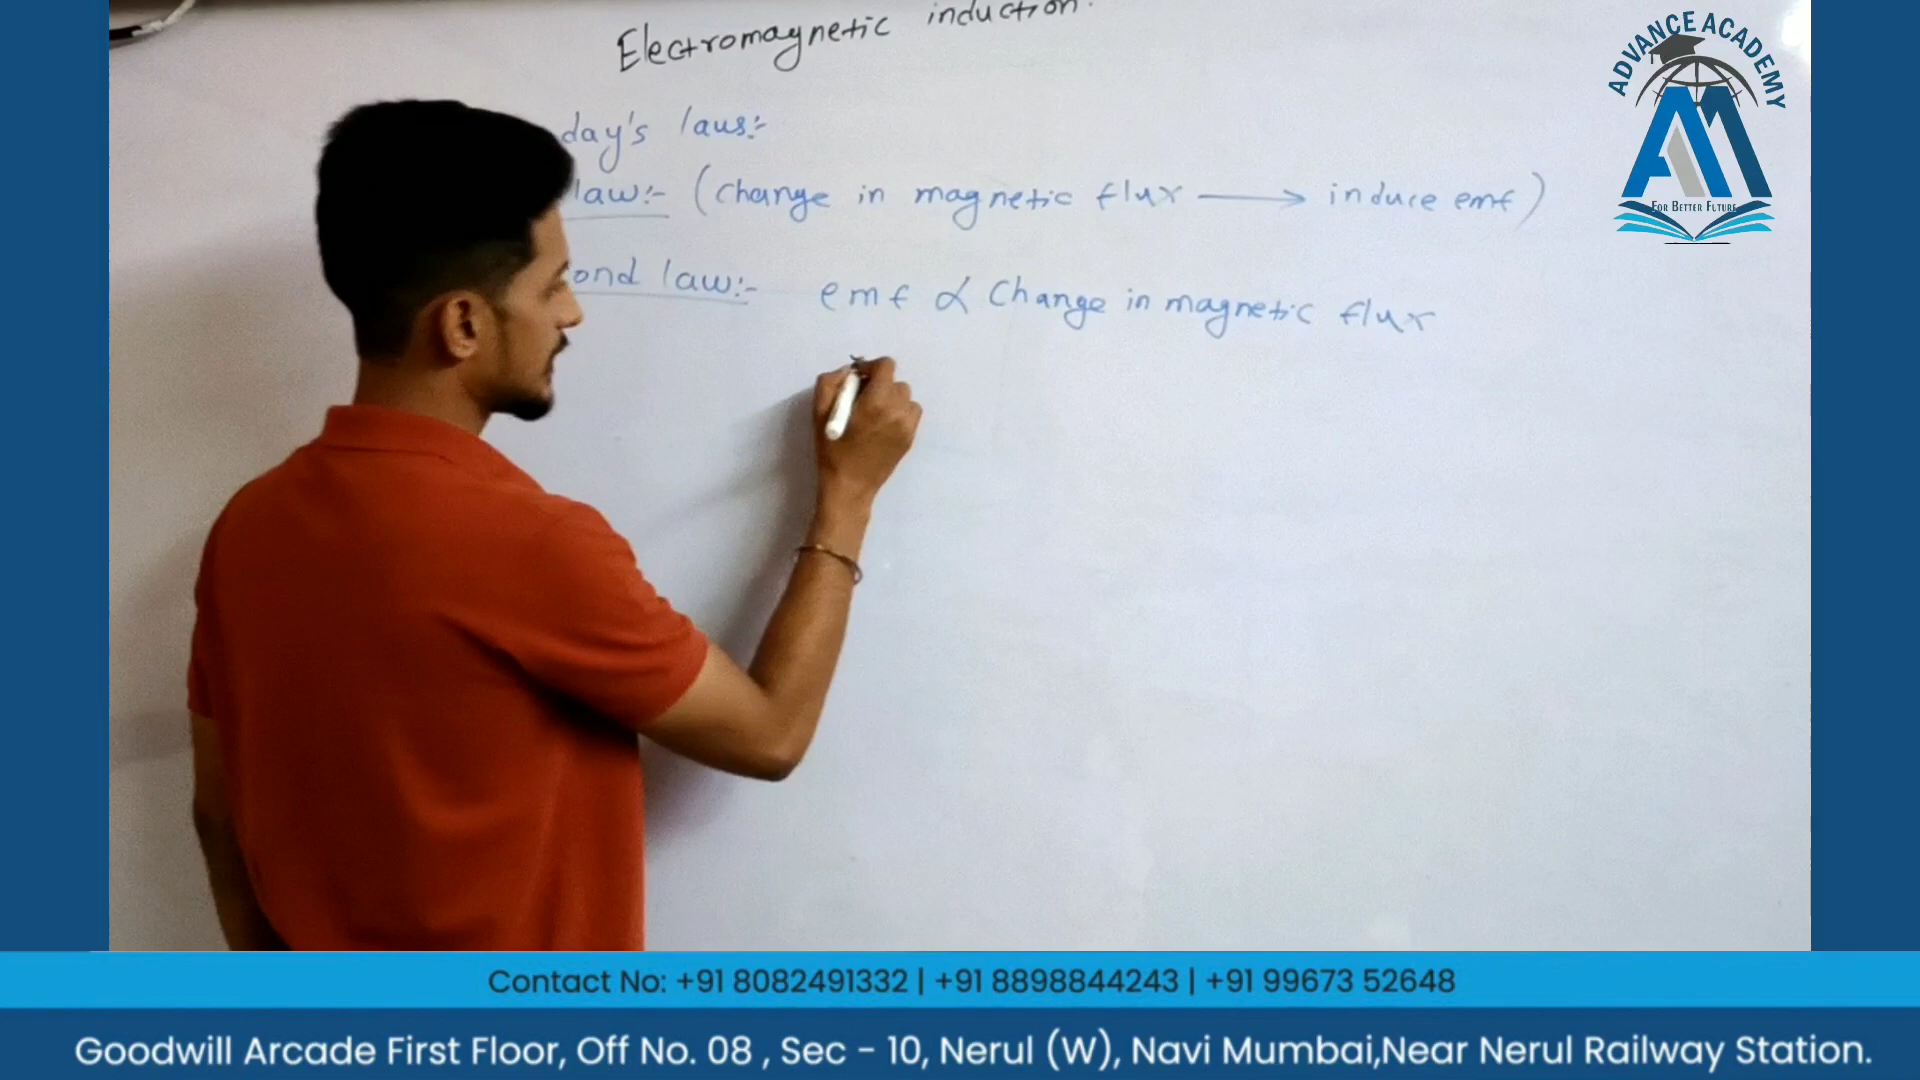 Electromagnetic induction.
day's laws:-
law:- (Change in magnetic flux → induce emf)
ond law:- emf ∝ Change in magnetic flux
ADVANCE ACADEMY
FOR BETTER FUTURE
Contact No: +91 8082491332 | +91 8898844243 | +91 99673 52648
Goodwill Arcade First Floor, Off No. 08 , Sec - 10, Nerul (W), Navi Mumbai,Near Nerul Railway Station.